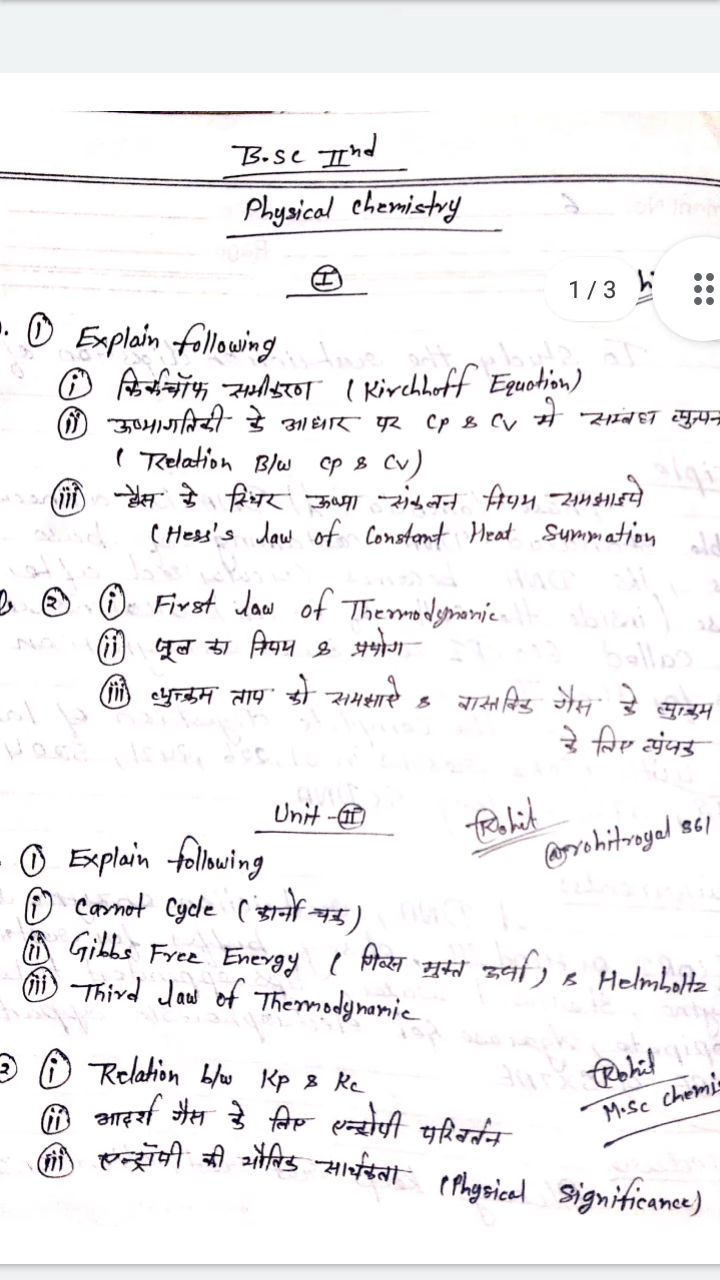 B.sc IInd
Physical chemistry
I
1 / 3
① Explain following
(i) किर्कचॉफ समीकरण ( Kirchhoff Equation)
(ii) ऊष्मागतिकी के आधार पर Cp & Cv मे सम्बंध
( Relation B/w Cp & Cv)
(iii) हैस के स्थिर ऊष्मा संकलन नियम समझाइये
(Hess's law of Constant Heat Summation
② (i) First law of Thermodynamic
(ii) जूल का नियम & प्रयोग
(iii) व्युत्क्रम ताप को समझाये & वास्तविक गैस के व्युत्क्रम
के लिए व्यंजक
Unit - II
Rohit
@rohitroyal 861
① Explain following
(i) Carnot Cycle (कार्नो चक्र)
(ii) Gibbs Free Energy ( गिब्स मुक्त ऊर्जा) & Helmholtz
(iii) Third law of Thermodynamic
2 (i) Relation b/w Kp & Kc
Rohit
M.sc chemis
(ii) आदर्श गैस के लिए एन्ट्रोपी परिवर्तन
(iii) एन्ट्रॉपी की भौतिक सार्थकता (Physical Significance)